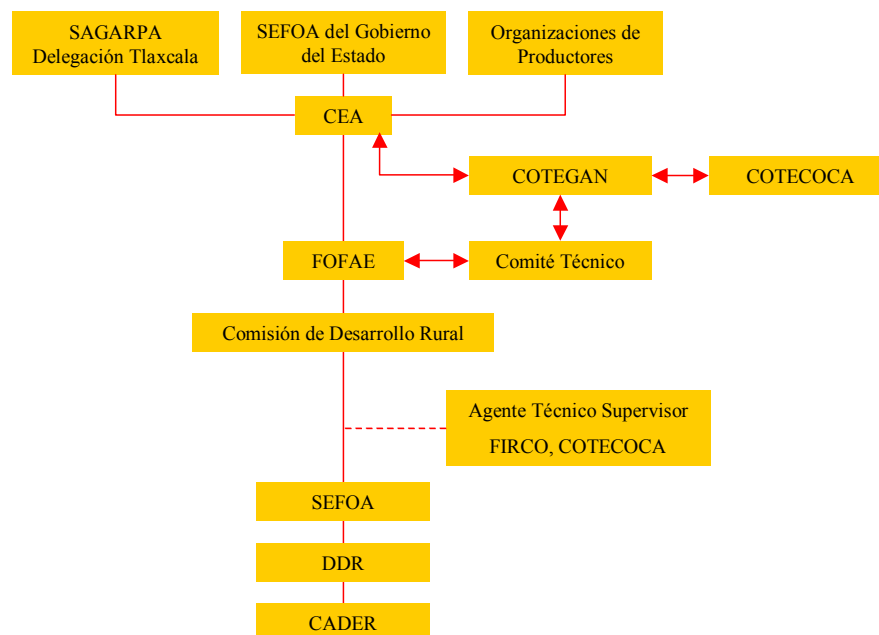 SAGARPA
Delegación Tlaxcala
SEFOA del Gobierno
del Estado
Organizaciones de
Productores
CEA
COTEGAN
COTECOCA
FOFAE
Comité Técnico
Comisión de Desarrollo Rural
Agente Técnico Supervisor
FIRCO, COTECOCA
SEFOA
DDR
CADER